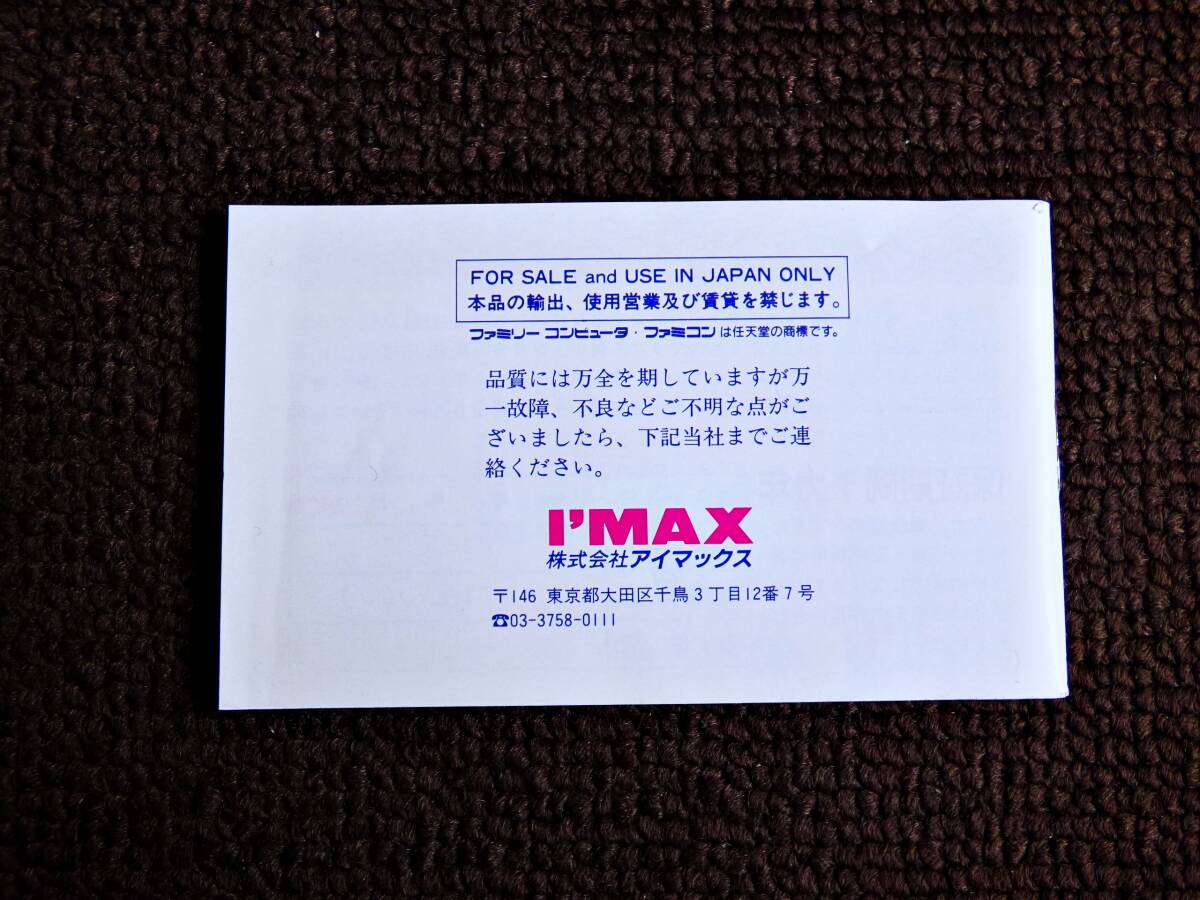 FOR SALE and USE IN JAPAN ONLY
本品の輸出、使用営業及び賃貸を禁じます。
ファミリーコンピュータ・ファミコンは任天堂の商標です。
品質には万全を期していますが万
一故障、不良などご不明な点がご
ざいましたら、下記当社までご連
絡ください。
I'MAX
株式会社アイマックス
〒146 東京都大田区千鳥3丁目12番7号
☎03-3758-0111